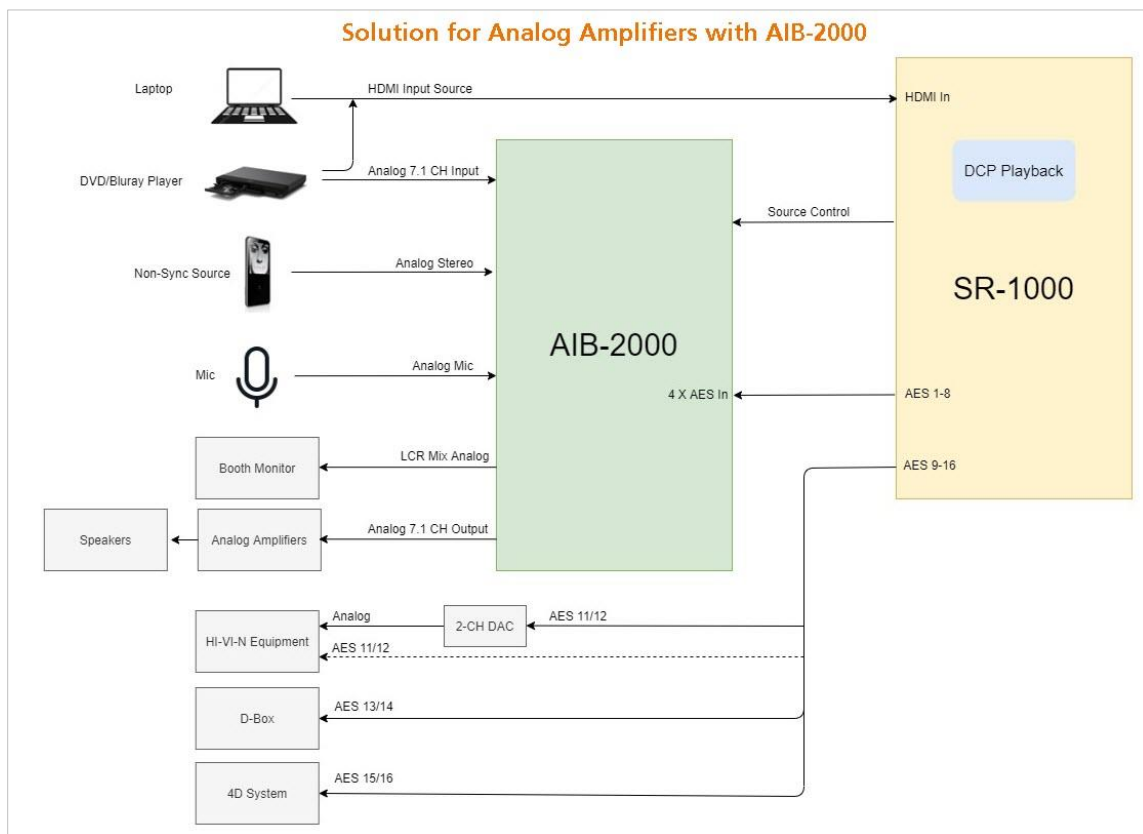 Solution for Analog Amplifiers with AIB-2000
Laptop
HDMI Input Source
HDMI In
DCP Playback
DVD/Bluray Player
Analog 7.1 CH Input
Source Control
Non-Sync Source
Analog Stereo
SR-1000
AIB-2000
Mic
Analog Mic
4 X AES In
AES 1-8
Booth Monitor
LCR Mix Analog
AES 9-16
Speakers
Analog Amplifiers
Analog 7.1 CH Output
HI-VI-N Equipment
Analog
2-CH DAC
AES 11/12
AES 11/12
D-Box
AES 13/14
4D System
AES 15/16